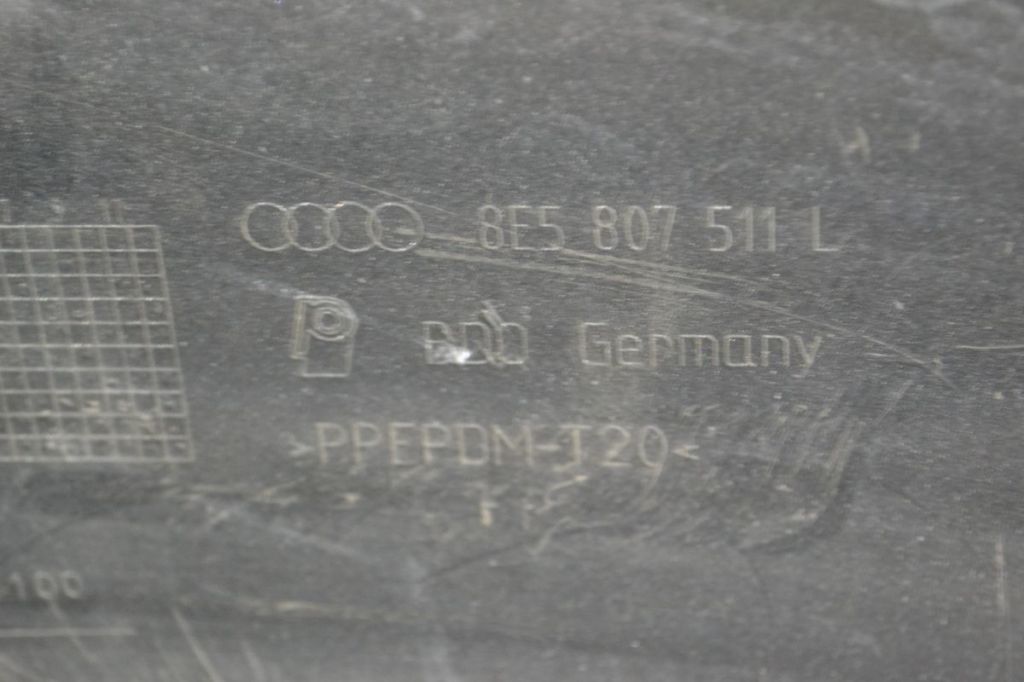 8E5 807 511 L
Germany
>PPEPDM-T20<
100